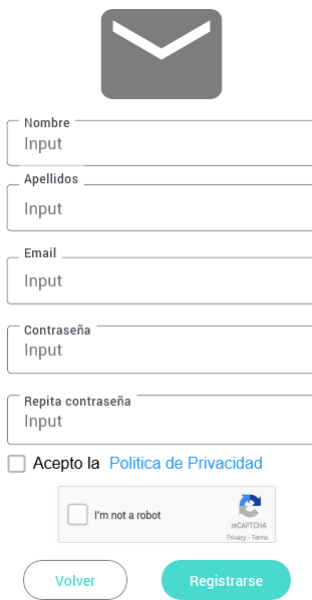 Nombre
Input
Apellidos
Input
Email
Input
Contraseña
Input
Repita contraseña
Input
Acepto la Politica de Privacidad
I'm not a robot
reCAPTCHA
Privacy - Terms
Volver
Registrarse